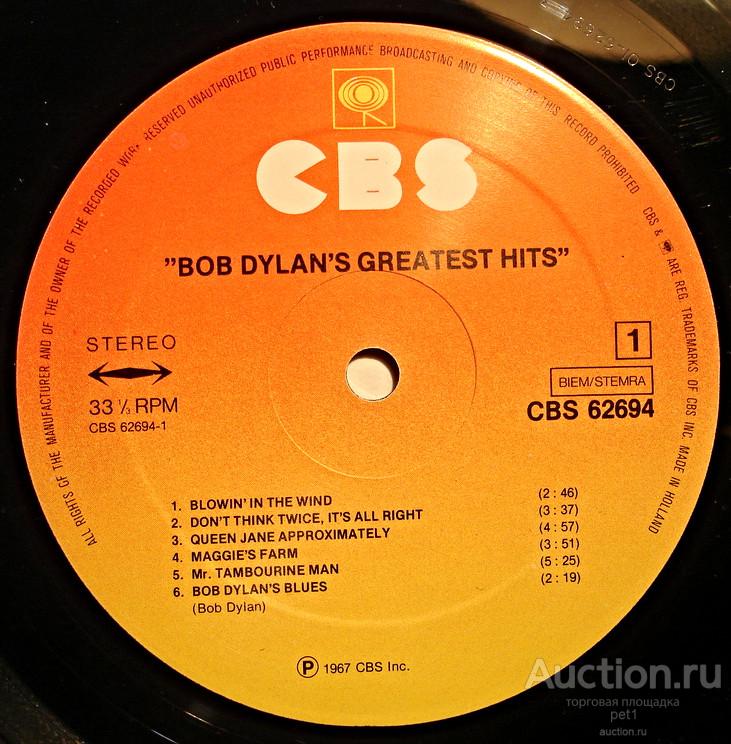 ALL RIGHTS OF THE MANUFACTURER AND OF THE OWNER OF THE RECORDED WORK RESERVED UNAUTHORIZED PUBLIC PERFORMANCE BROADCASTING AND COPYING OF THIS RECORD PROHIBITED
CBS & ARE REG. TRADEMARKS OF CBS INC. MADE IN HOLLAND
CBS
"BOB DYLAN'S GREATEST HITS"
STEREO
33 ⅓ RPM
CBS 62694-1
1
BIEM/STEMRA
CBS 62694
1. BLOWIN' IN THE WIND (2 : 46)
2. DON'T THINK TWICE, IT'S ALL RIGHT (3 : 37)
3. QUEEN JANE APPROXIMATELY (4 : 57)
4. MAGGIE'S FARM (3 : 51)
5. Mr. TAMBOURINE MAN (5 : 25)
6. BOB DYLAN'S BLUES (2 : 19)
(Bob Dylan)
Ⓟ 1967 CBS Inc.
Auction.ru
торговая площадка
pet1
auction.ru